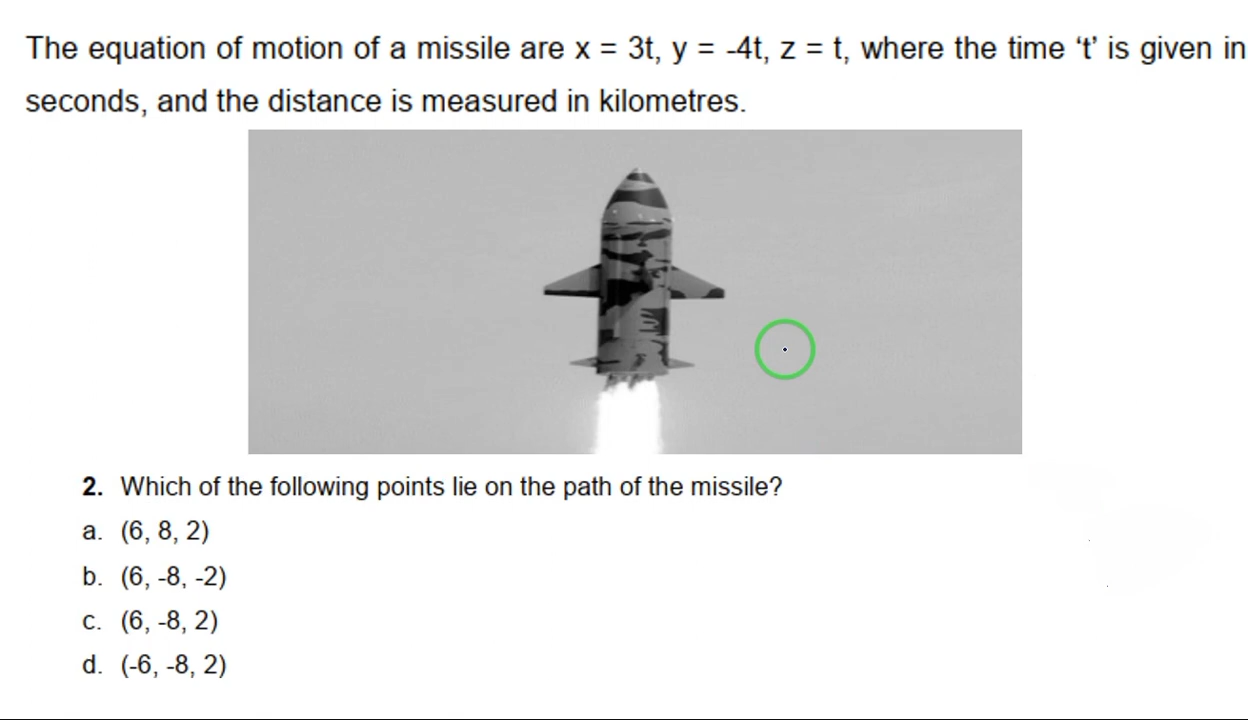 The equation of motion of a missile are x = 3t, y = -4t, z = t, where the time ‘t’ is given in
seconds, and the distance is measured in kilometres.
2. Which of the following points lie on the path of the missile?
a. (6, 8, 2)
b. (6, -8, -2)
c. (6, -8, 2)
d. (-6, -8, 2)